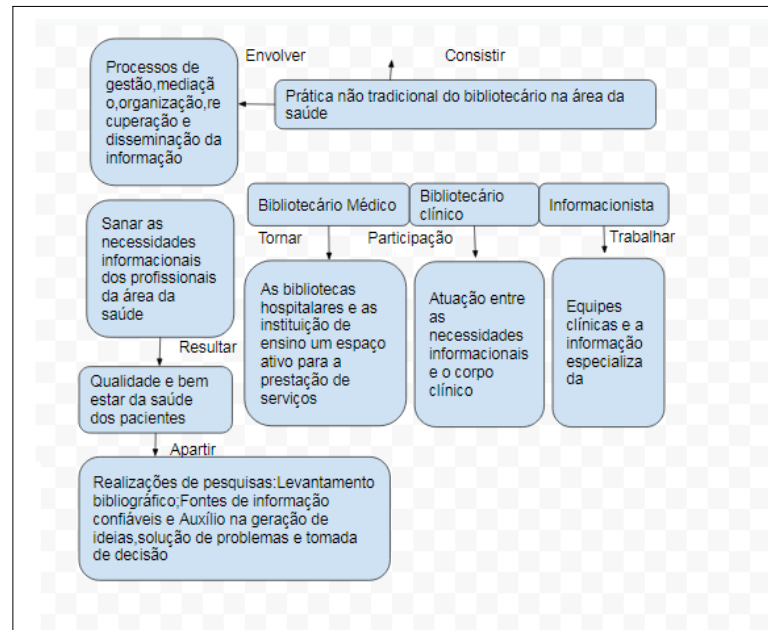 Envolver
Consistir
Processos de
gestão,mediaçã
o,organização,re
cuperação e
disseminação da
informação
Prática não tradicional do bibliotecário na área da
saúde
Bibliotecário Médico
Bibliotecário
clínico
Informacionista
Sanar as
necessidades
informacionais
dos profissionais
da área da
saúde
Tornar
Participação
Trabalhar
As bibliotecas
hospitalares e as
instituição de
ensino um espaço
ativo para a
prestação de
serviços
Atuação entre
as
necessidades
informacionais
e o corpo
clínico
Equipes
clínicas e a
informação
especializa
da
Resultar
Qualidade e bem
estar da saúde
dos pacientes
Apartir
Realizações de pesquisas:Levantamento
bibliográfico;Fontes de informação
confiáveis e Auxílio na geração de
ideias,solução de problemas e tomada
de decisão